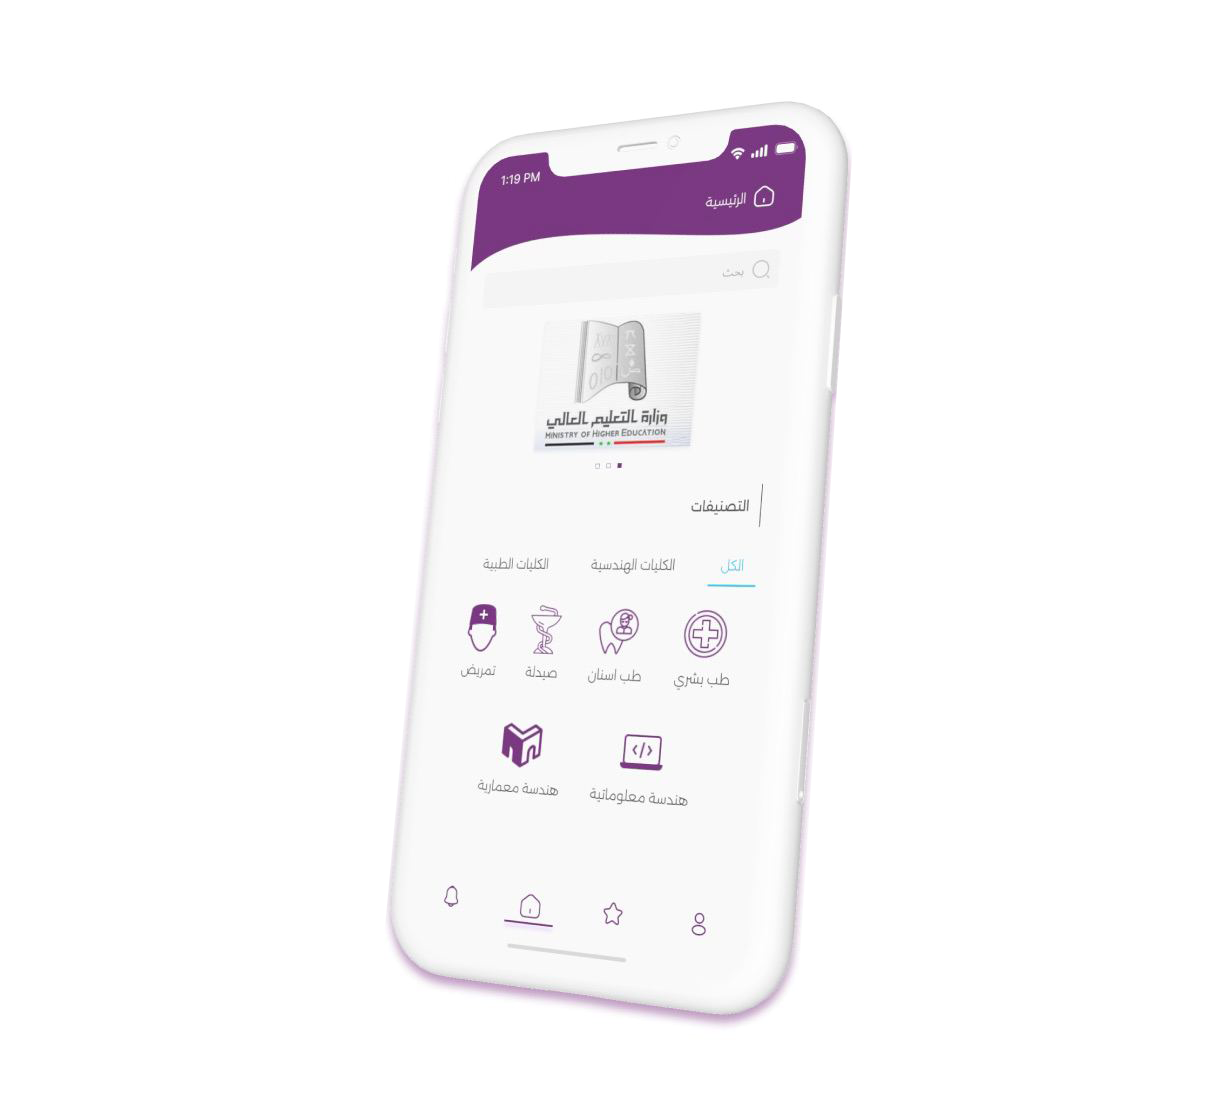 1:19 PM
الرئيسية
بحث
وزارة التعليم العالي
MINISTRY OF HIGHER EDUCATION
التصنيفات
الكل
الكليات الهندسية
الكليات الطبية
طب بشري
طب اسنان
صيدلة
تمريض
هندسة معلوماتية
هندسة معمارية